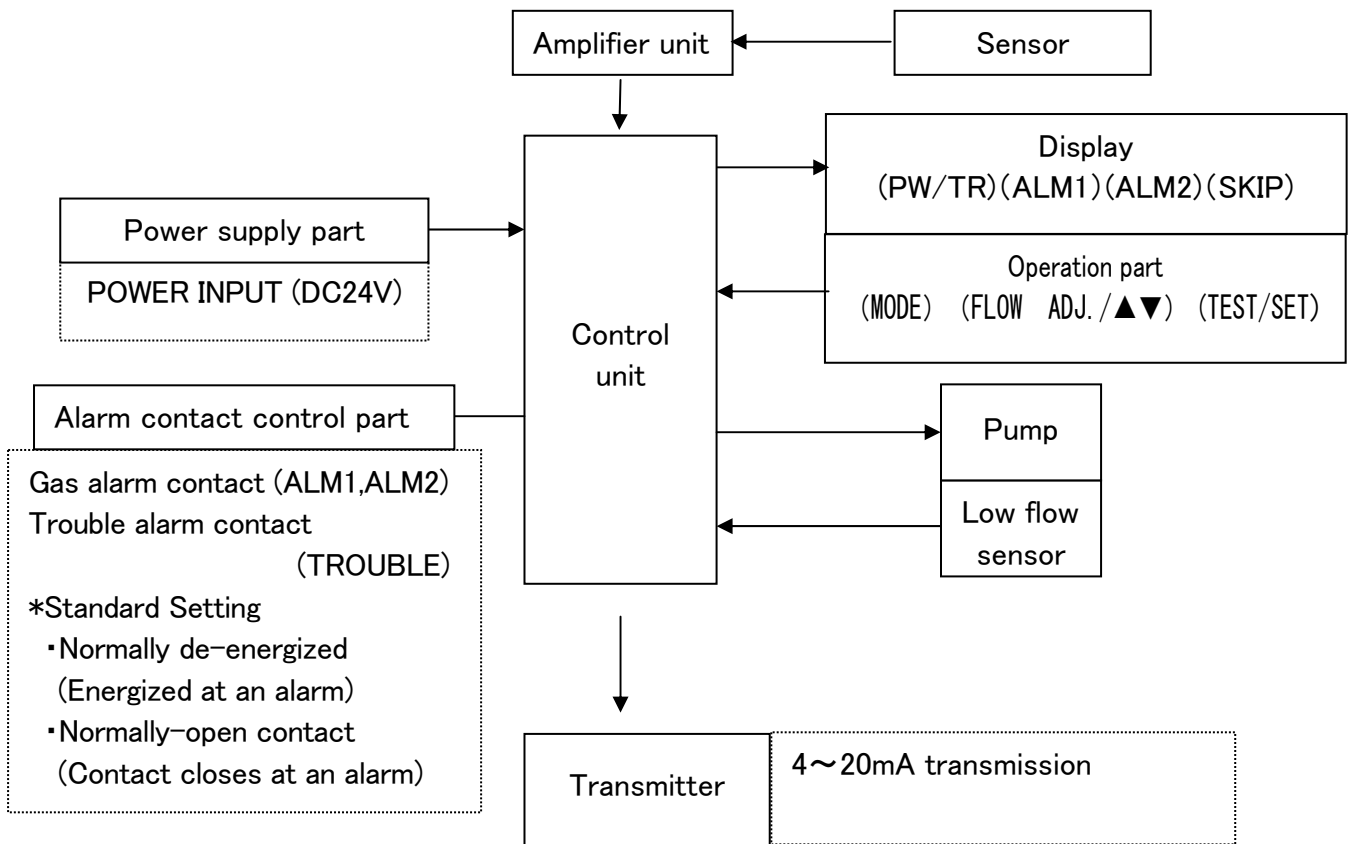 Amplifier unit
Sensor
Display
(PW/TR)(ALM1)(ALM2)(SKIP)
Power supply part
POWER INPUT (DC24V)
Operation part
(MODE) (FLOW ADJ./▲▼) (TEST/SET)
Control
unit
Alarm contact control part
Gas alarm contact (ALM1,ALM2)
Trouble alarm contact
(TROUBLE)
*Standard Setting
・Normally de-energized
(Energized at an alarm)
・Normally-open contact
(Contact closes at an alarm)
Pump
Low flow
sensor
Transmitter
4~20mA transmission